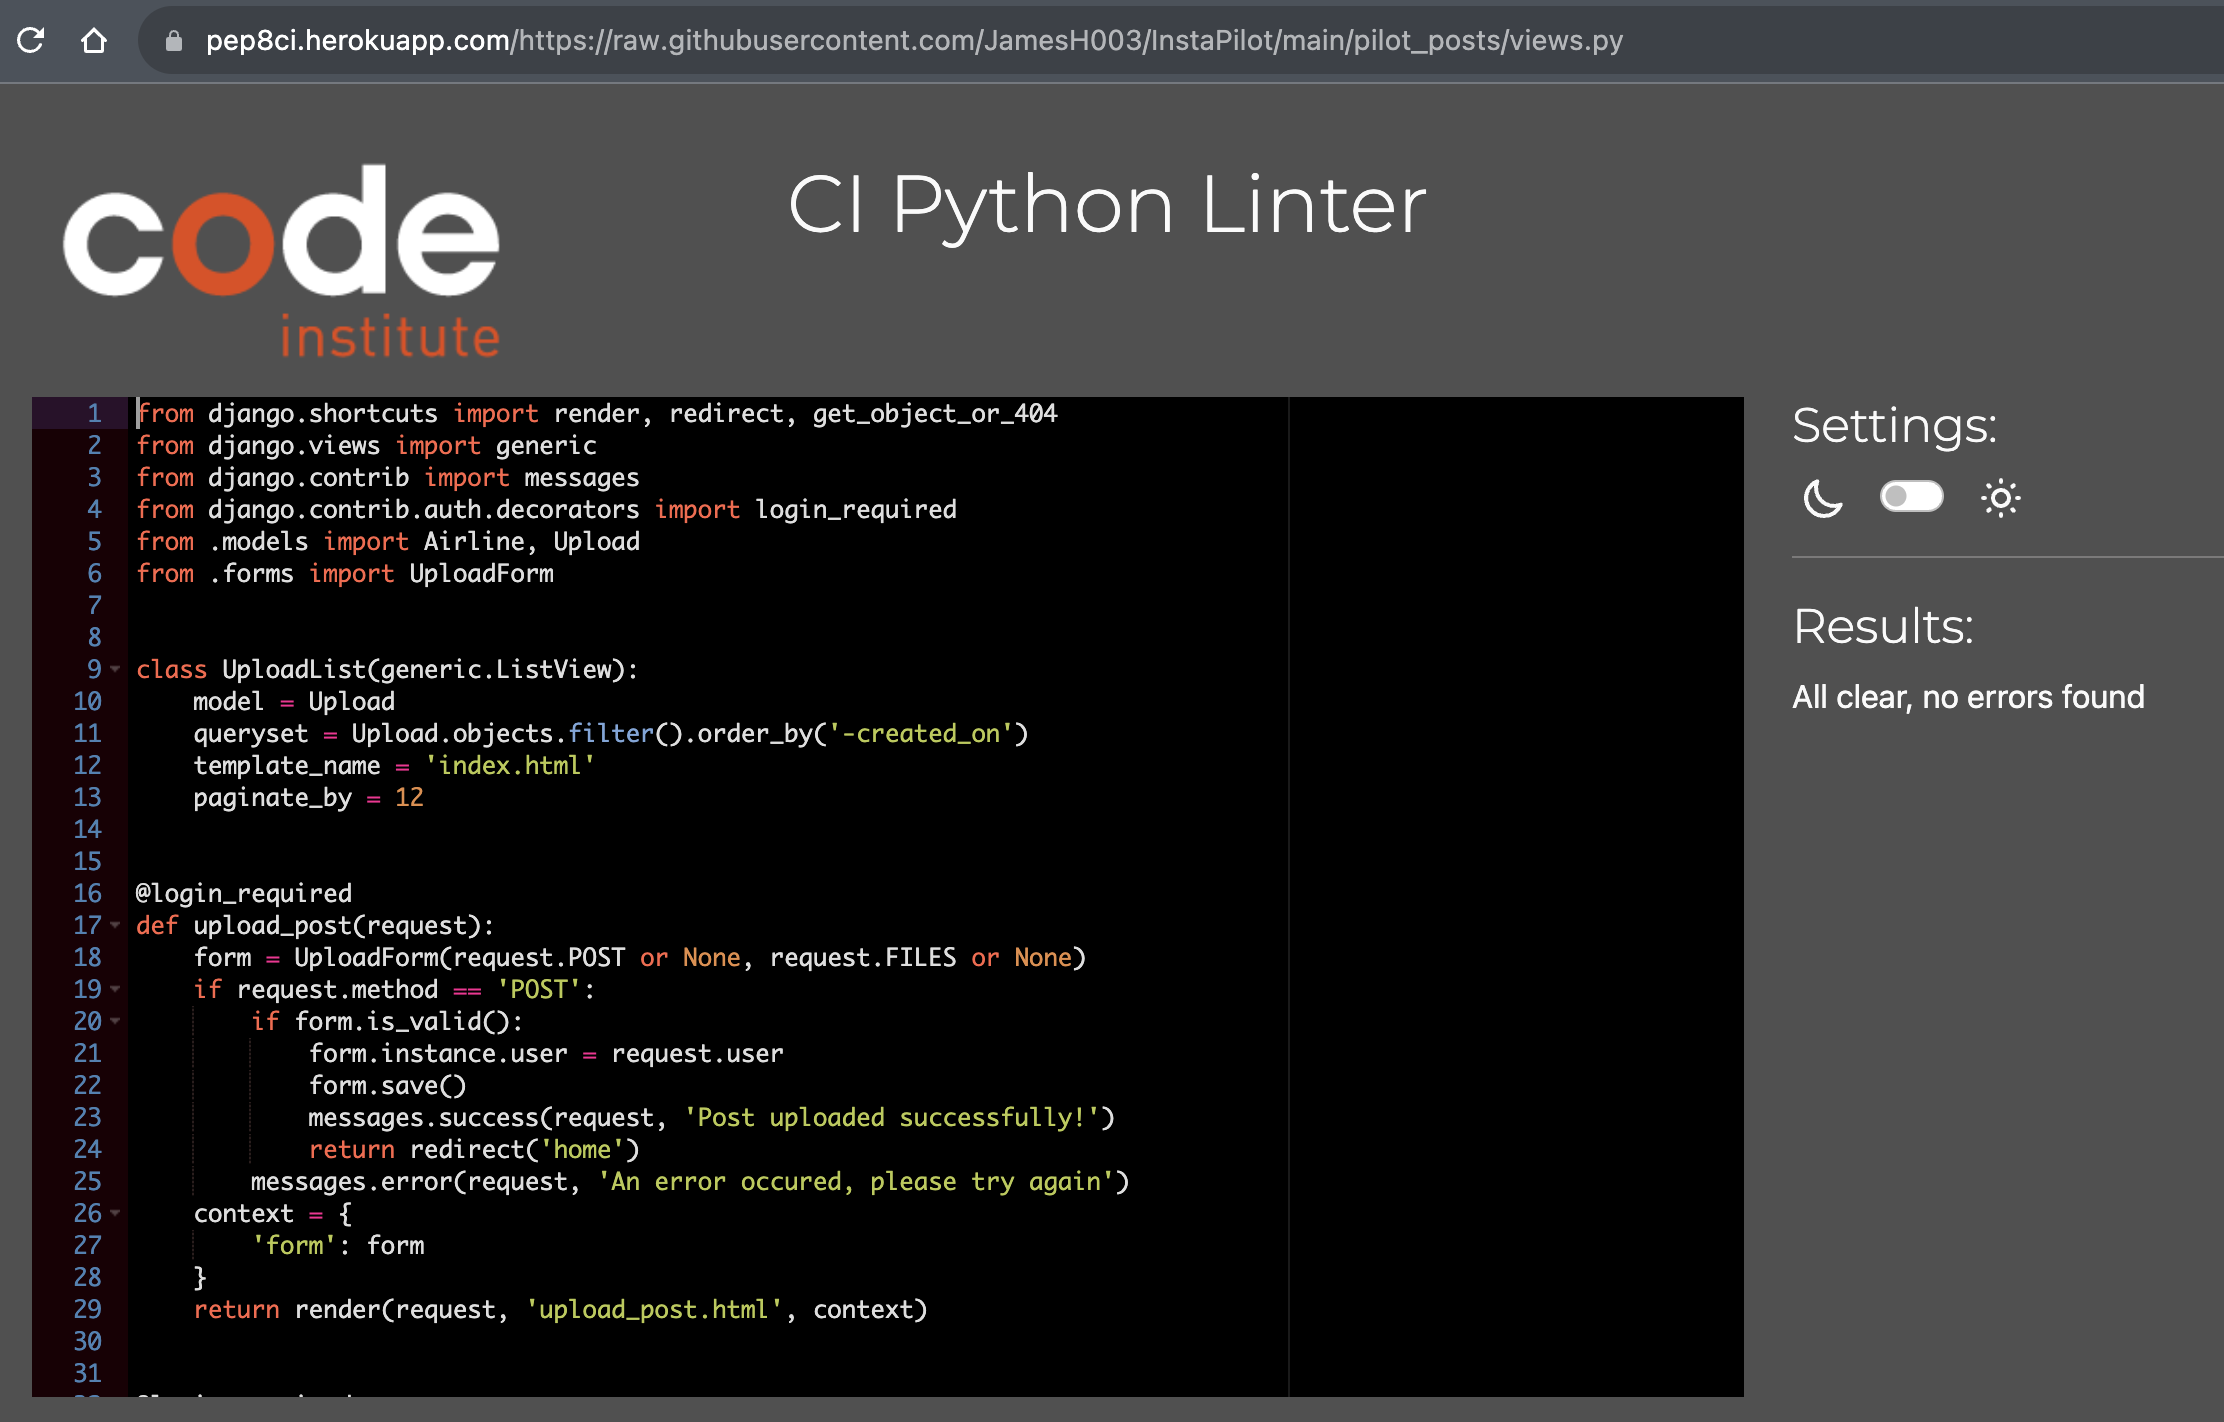 pep8ci.herokuapp.com/https://raw.githubusercontent.com/JamesH003/InstaPilot/main/pilot_posts/views.py
code
institute
CI Python Linter
1 from django.shortcuts import render, redirect, get_object_or_404
2 from django.views import generic
3 from django.contrib import messages
4 from django.contrib.auth.decorators import login_required
5 from .models import Airline, Upload
6 from .forms import UploadForm
7
8
9 class UploadList(generic.ListView):
10     model = Upload
11     queryset = Upload.objects.filter().order_by('-created_on')
12     template_name = 'index.html'
13     paginate_by = 12
14
15
16 @login_required
17 def upload_post(request):
18     form = UploadForm(request.POST or None, request.FILES or None)
19     if request.method == 'POST':
20         if form.is_valid():
21             form.instance.user = request.user
22             form.save()
23             messages.success(request, 'Post uploaded successfully!')
24             return redirect('home')
25         messages.error(request, 'An error occured, please try again')
26     context = {
27         'form': form
28     }
29     return render(request, 'upload_post.html', context)
30
31
Settings:
Results:
All clear, no errors found